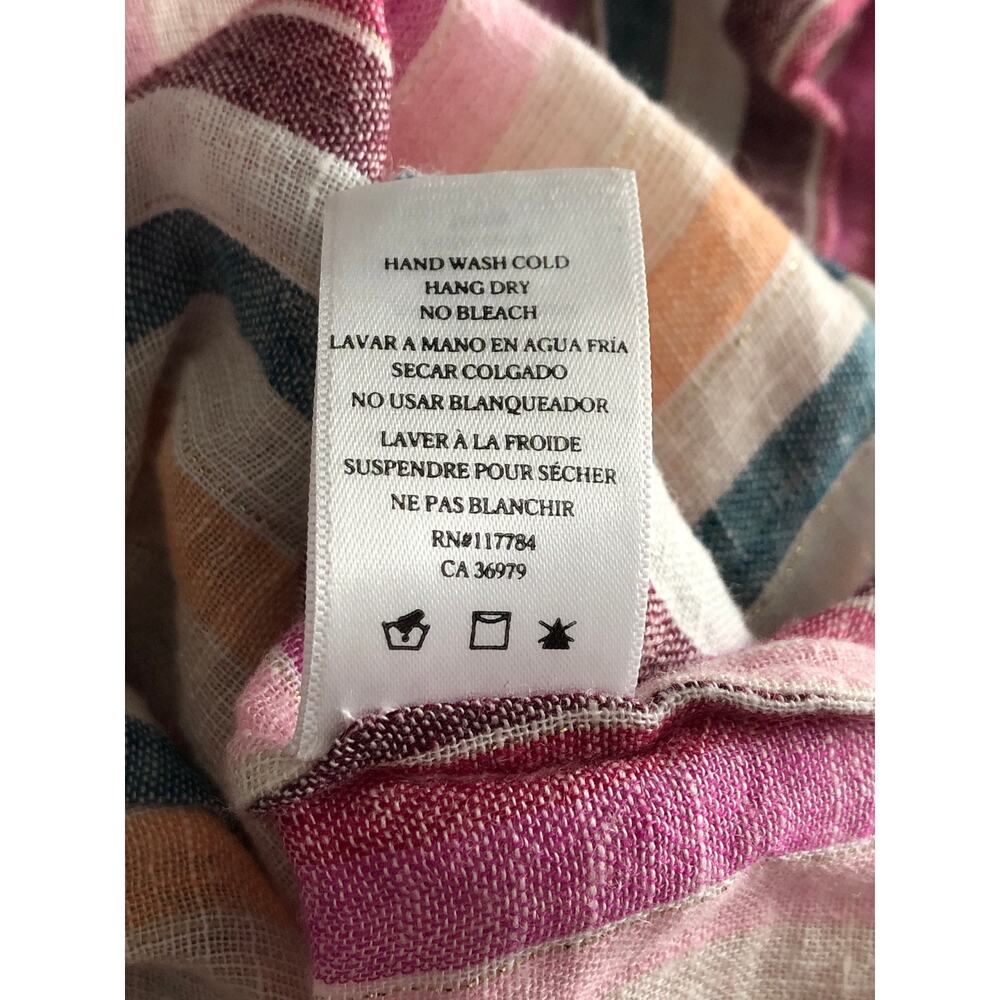 HAND WASH COLD
HANG DRY
NO BLEACH
LAVAR A MANO EN AGUA FRÍA
SECAR COLGADO
NO USAR BLANQUEADOR
LAVER À LA FROIDE
SUSPENDRE POUR SÉCHER
NE PAS BLANCHIR
RN#117784
CA 36979